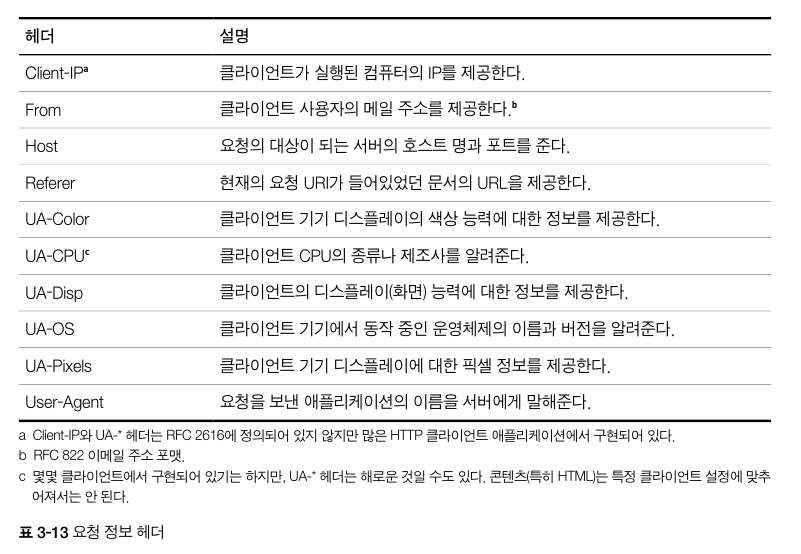 헤더 설명
Client-IPa 클라이언트가 실행된 컴퓨터의 IP를 제공한다.
From 클라이언트 사용자의 메일 주소를 제공한다.b
Host 요청의 대상이 되는 서버의 호스트 명과 포트를 준다.
Referer 현재의 요청 URI가 들어있었던 문서의 URL을 제공한다.
UA-Color 클라이언트 기기 디스플레이의 색상 능력에 대한 정보를 제공한다.
UA-CPUc 클라이언트 CPU의 종류나 제조사를 알려준다.
UA-Disp 클라이언트의 디스플레이(화면) 능력에 대한 정보를 제공한다.
UA-OS 클라이언트 기기에서 동작 중인 운영체제의 이름과 버전을 알려준다.
UA-Pixels 클라이언트 기기 디스플레이에 대한 픽셀 정보를 제공한다.
User-Agent 요청을 보낸 애플리케이션의 이름을 서버에게 말해준다.
a Client-IP와 UA-* 헤더는 RFC 2616에 정의되어 있지 않지만 많은 HTTP 클라이언트 애플리케이션에서 구현되어 있다.
b RFC 822 이메일 주소 포맷.
c 몇몇 클라이언트에서 구현되어 있기는 하지만, UA-* 헤더는 해로운 것일 수도 있다. 콘텐츠(특히 HTML)는 특정 클라이언트 설정에 맞추
어져서는 안 된다.
표 3-13 요청 정보 헤더